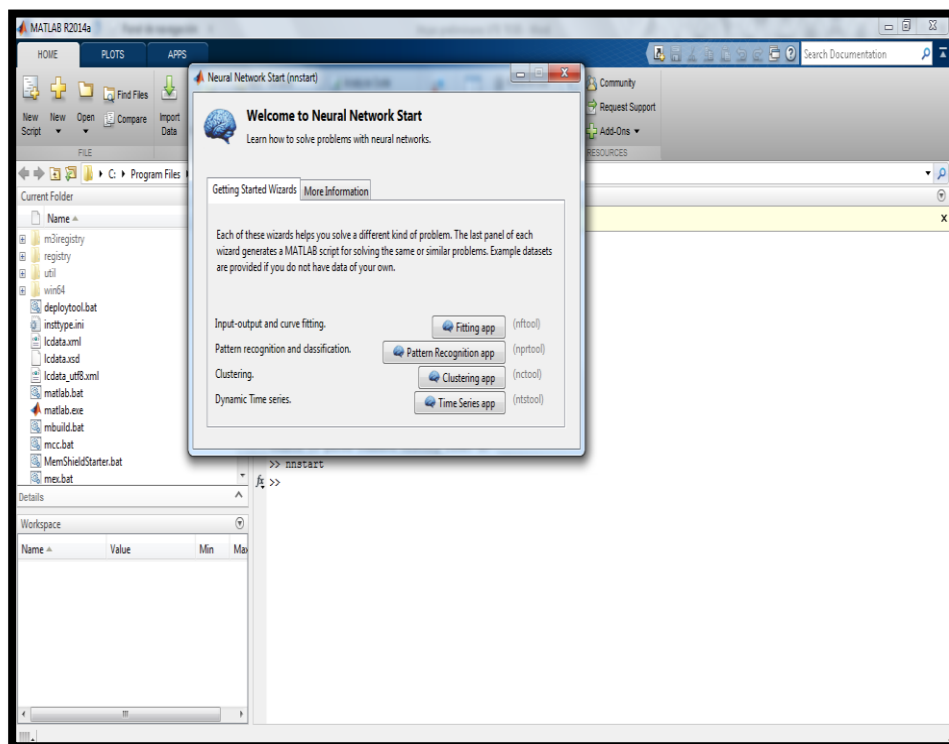 MATLAB R2014a
HOME PLOTS APPS
Search Documentation
New Script
New
Open
Find Files
Compare
Import Data
FILE
Community
Request Support
Add-Ons
RESOURCES
C: Program Files
Current Folder
Name
m3iregistry
registry
util
win64
deploytool.bat
insttype.ini
lcdata.xml
lcdata.xsd
lcdata_utf8.xml
matlab.bat
matlab.exe
mbuild.bat
mcc.bat
MemShieldStarter.bat
mex.bat
Details
Workspace
Name Value Min Max
Neural Network Start (nnstart)
Welcome to Neural Network Start
Learn how to solve problems with neural networks.
Getting Started Wizards More Information
Each of these wizards helps you solve a different kind of problem. The last panel of each
wizard generates a MATLAB script for solving the same or similar problems. Example datasets
are provided if you do not have data of your own.
Input-output and curve fitting. Fitting app (nftool)
Pattern recognition and classification. Pattern Recognition app (nprtool)
Clustering. Clustering app (nctool)
Dynamic Time series. Time Series app (ntstool)
>> nnstart
fx >>